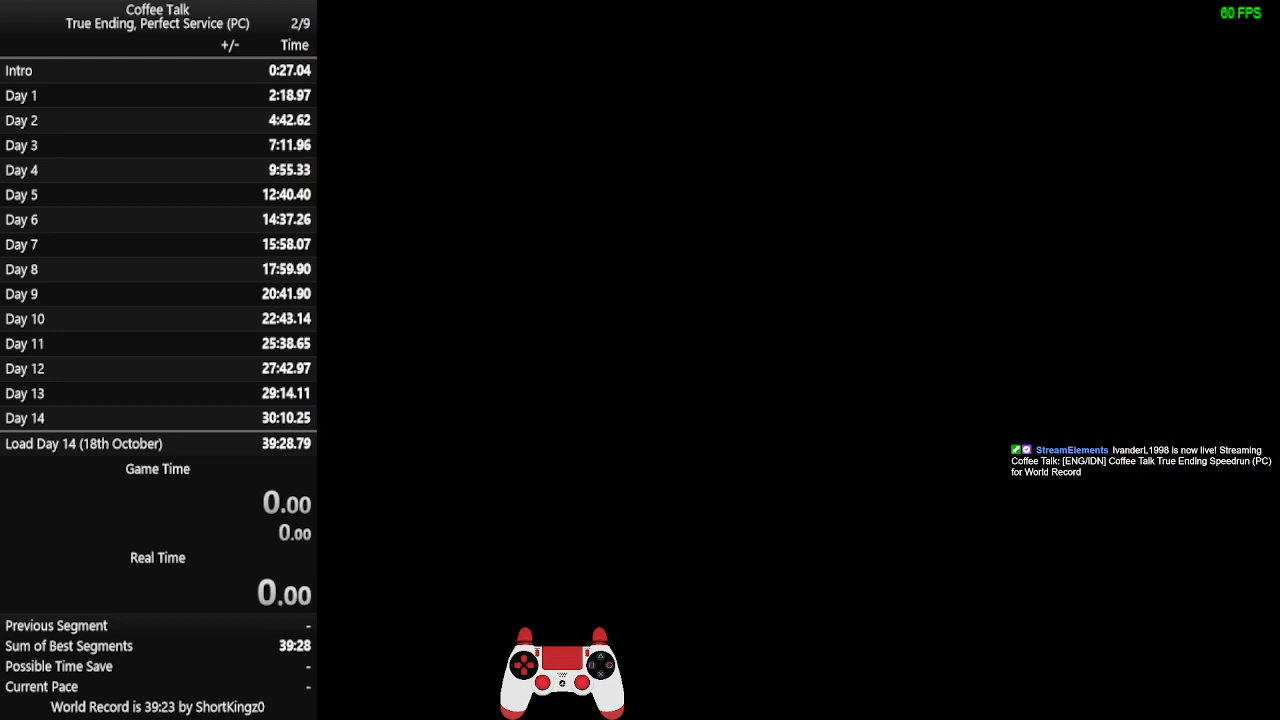 Coffee Talk
True Ending, Perfect Service (PC) 2/9
+/- Time
Intro 0:27.04
Day 1 2:18.97
Day 2 4:42.62
Day 3 7:11.96
Day 4 9:55.33
Day 5 12:40.40
Day 6 14:37.26
Day 7 15:58.07
Day 8 17:59.90
Day 9 20:41.90
Day 10 22:43.14
Day 11 25:38.65
Day 12 27:42.97
Day 13 29:14.11
Day 14 30:10.25
Load Day 14 (18th October) 39:28.79
Game Time
0.00
0.00
Real Time
0.00
Previous Segment -
Sum of Best Segments 39:28
Possible Time Save -
Current Pace -
World Record is 39:23 by ShortKingz0
60 FPS
StreamElements IvanderL1998 is now live! Streaming
Coffee Talk: [ENG/IDN] Coffee Talk True Ending Speedrun (PC)
for World Record